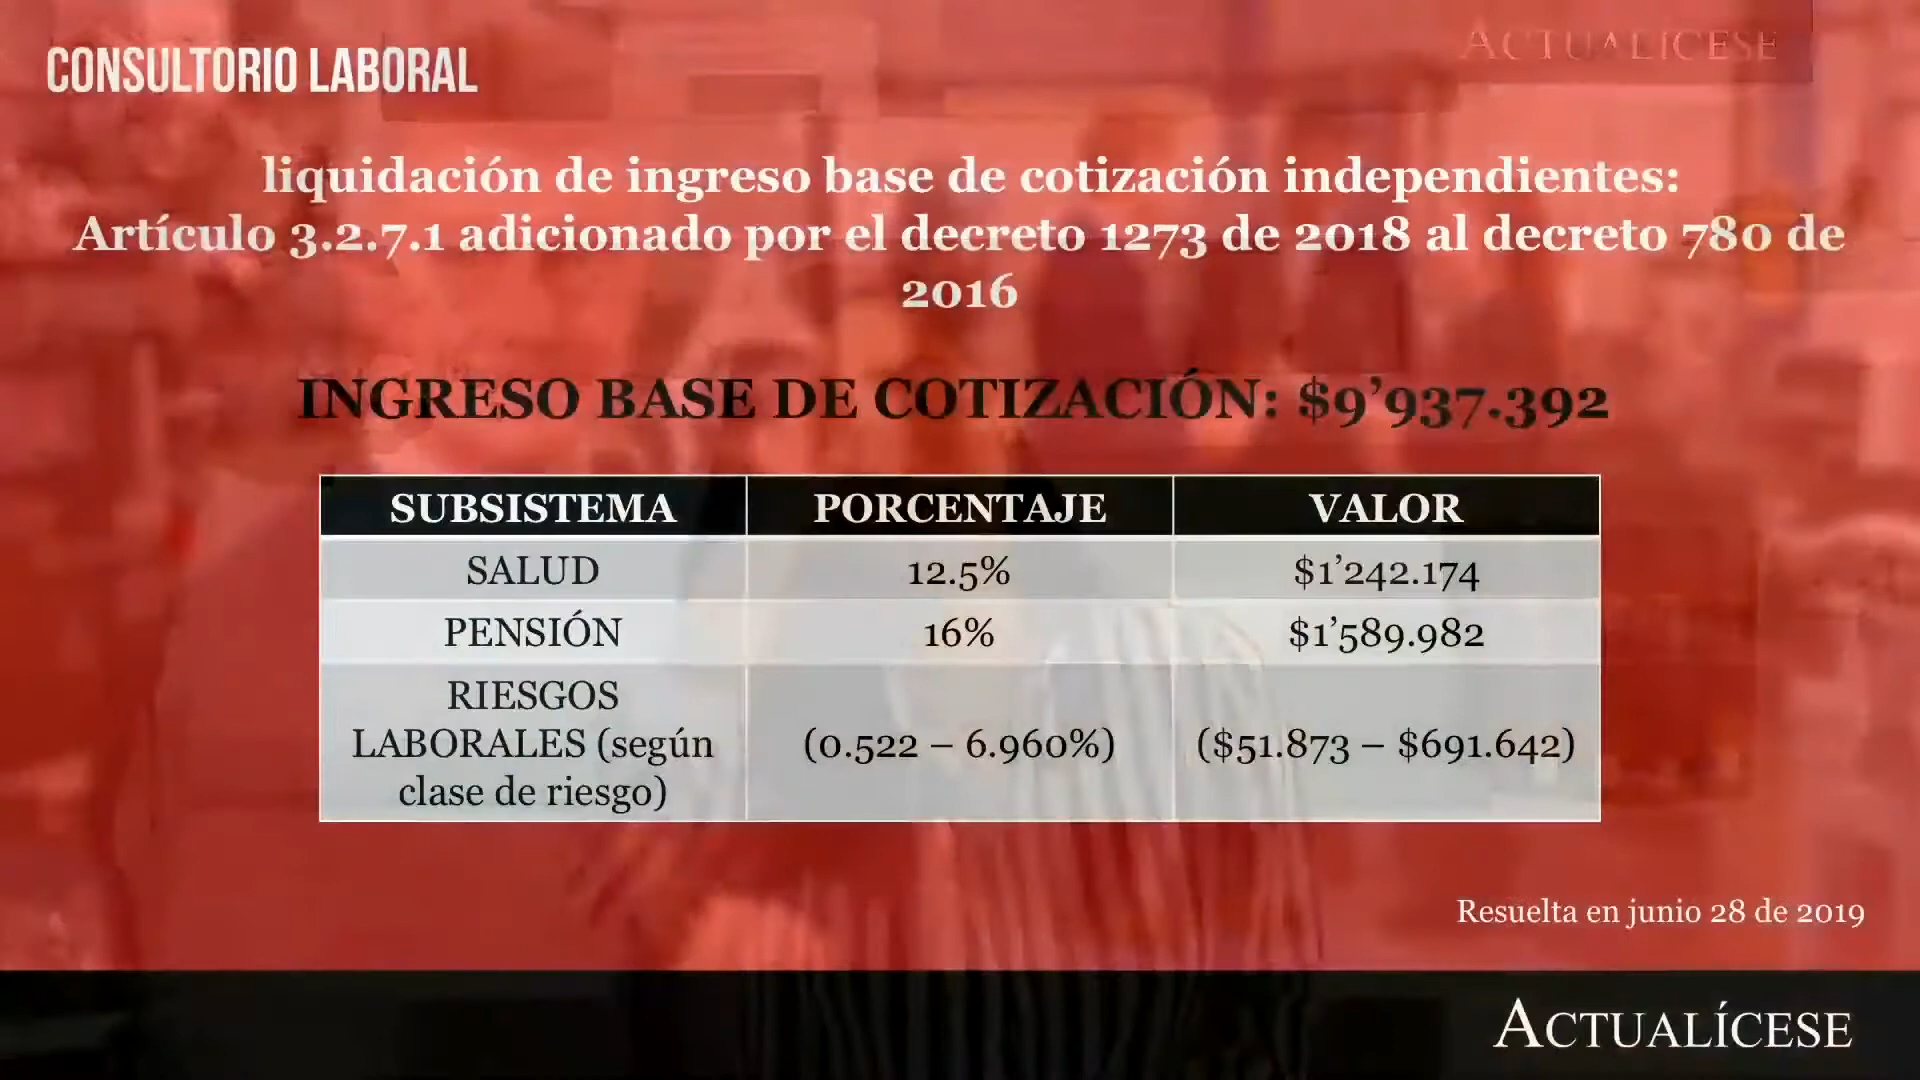 CONSULTORIO LABORAL
ACTUALÍCESE
liquidación de ingreso base de cotización independientes:
Artículo 3.2.7.1 adicionado por el decreto 1273 de 2018 al decreto 780 de
2016
INGRESO BASE DE COTIZACIÓN: $9’937.392
SUBSISTEMA PORCENTAJE VALOR
SALUD 12.5% $1’242.174
PENSIÓN 16% $1’589.982
RIESGOS
LABORALES (según (0.522 – 6.960%) ($51.873 – $691.642)
clase de riesgo)
Resuelta en junio 28 de 2019
ACTUALÍCESE